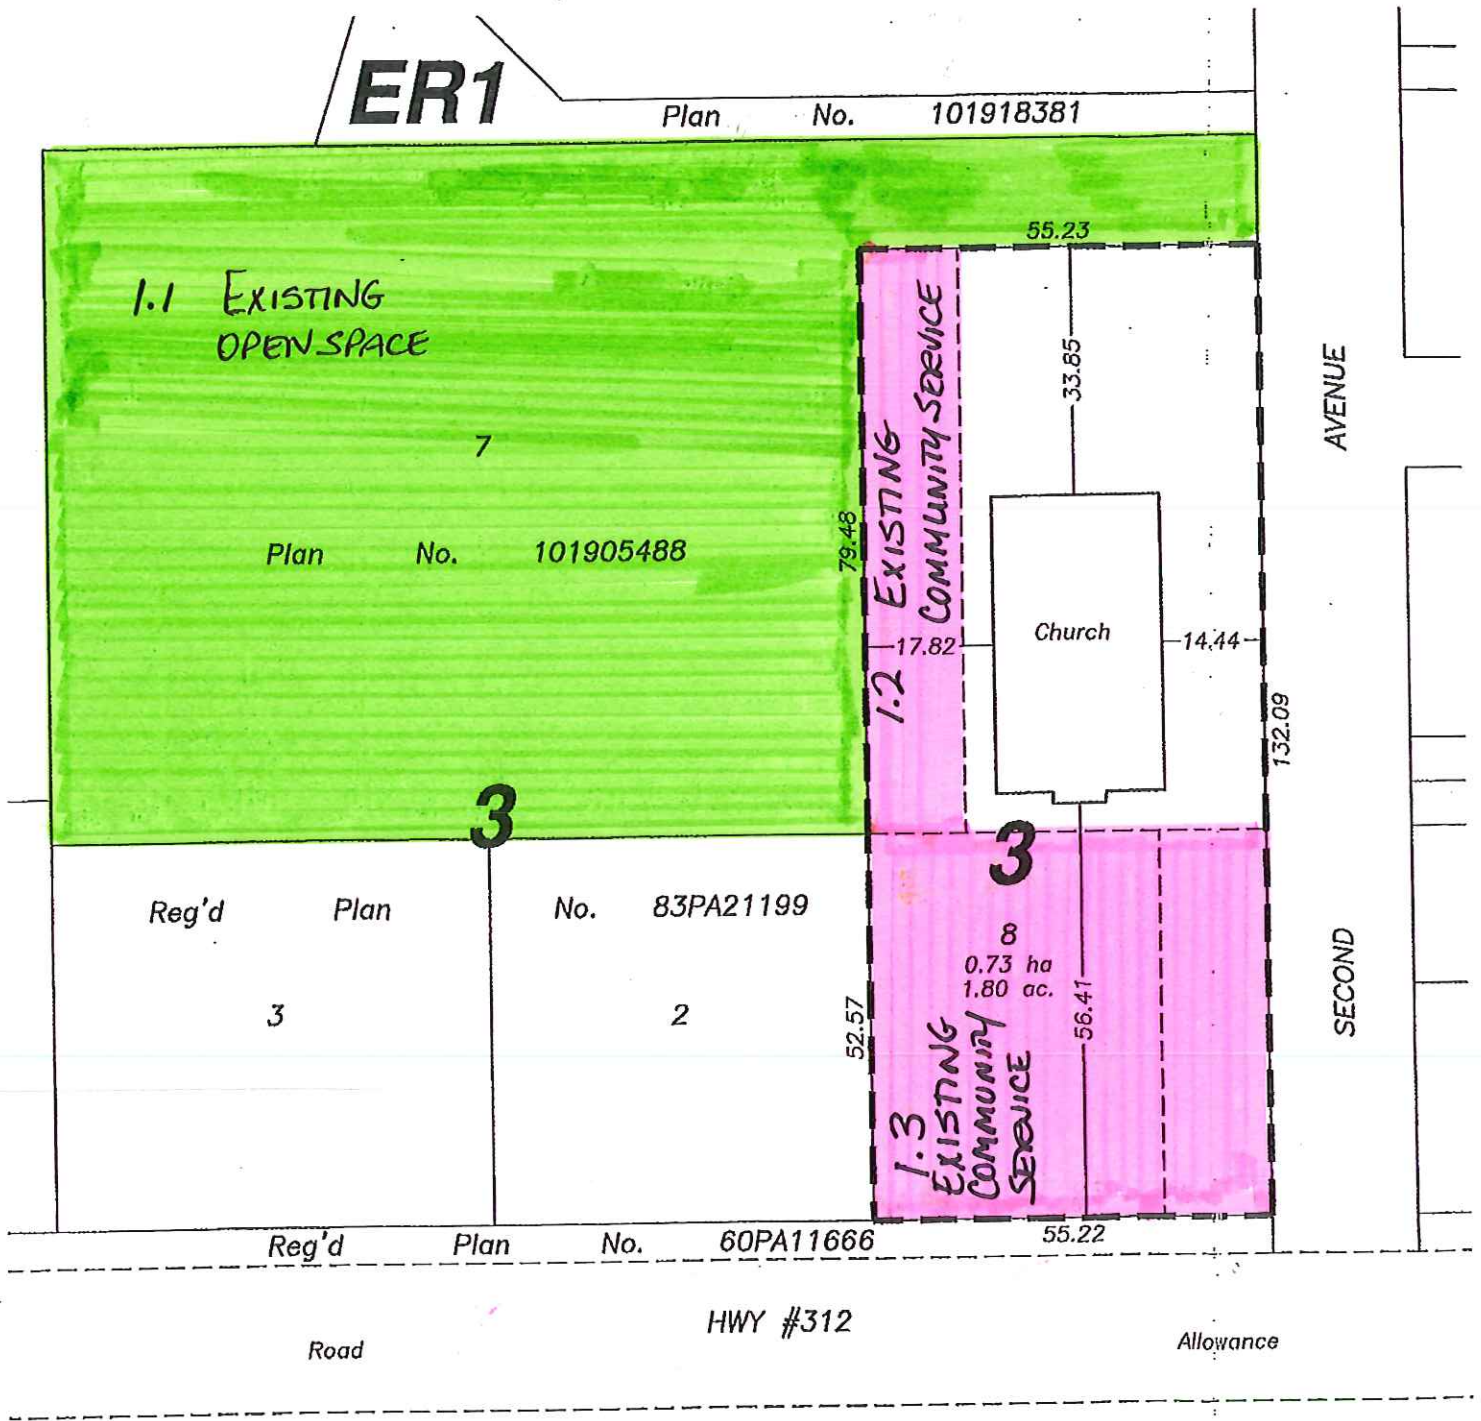 ER1
Plan No. 101918381
55.23
1.1 EXISTING
OPEN SPACE
7
Plan No. 101905488
79.48
1.2 EXISTING
COMMUNITY SERVICE
33.85
Church
17.82
14.44
132.09
AVENUE
SECOND
3
3
Reg'd Plan No. 83PA21199
3
2
52.57
8
0.73 ha
1.80 ac.
56.41
1.3
EXISTING
COMMUNITY
SERVICE
Reg'd Plan No. 60PA11666
55.22
HWY #312
Road Allowance